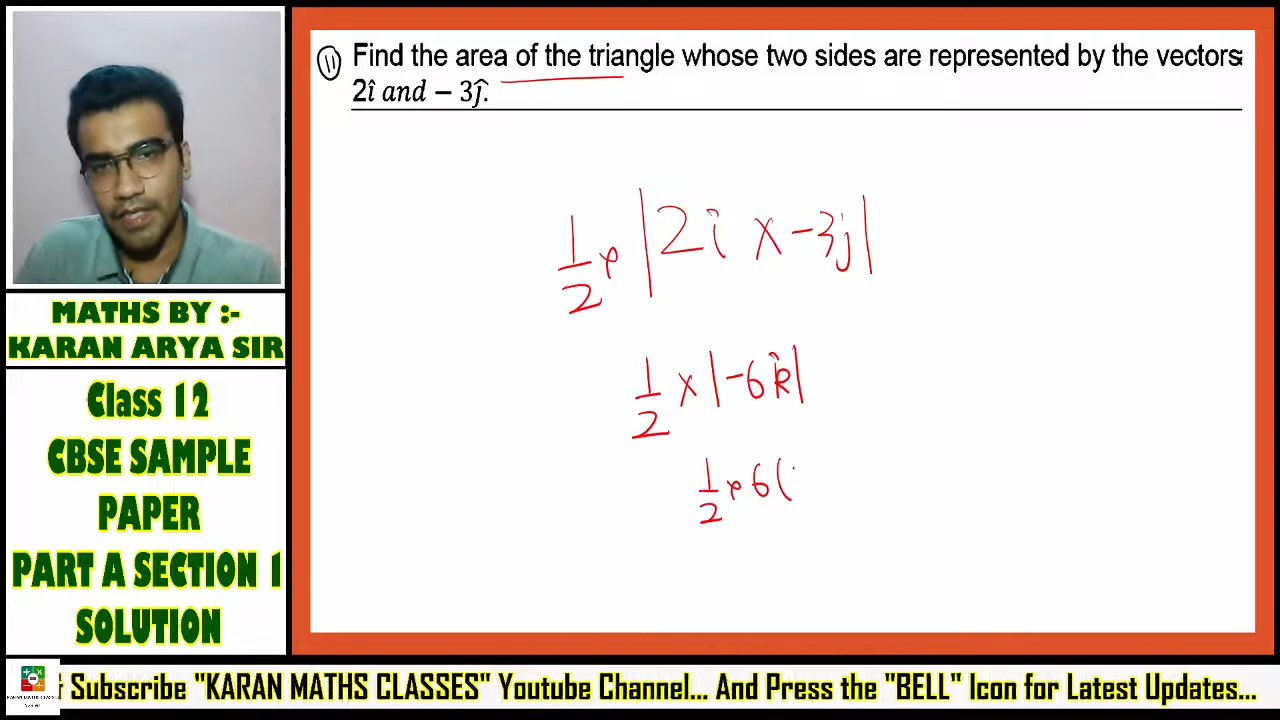 ⑪ Find the area of the triangle whose two sides are represented by the vectors
2î and − 3ĵ.
1/2 × |2î × −3ĵ|
1/2 × |−6k̂|
1/2 × 6(
MATHS BY :-
KARAN ARYA SIR
Class 12
CBSE SAMPLE
PAPER
PART A SECTION 1
SOLUTION
Subscribe "KARAN MATHS CLASSES" Youtube Channel... And Press the "BELL" Icon for Latest Updates...